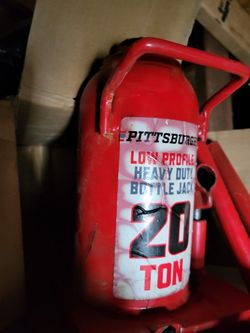 PITTSBURGH
LOW PROFILE
HEAVY DUTY
BOTTLE JACK
20
TON